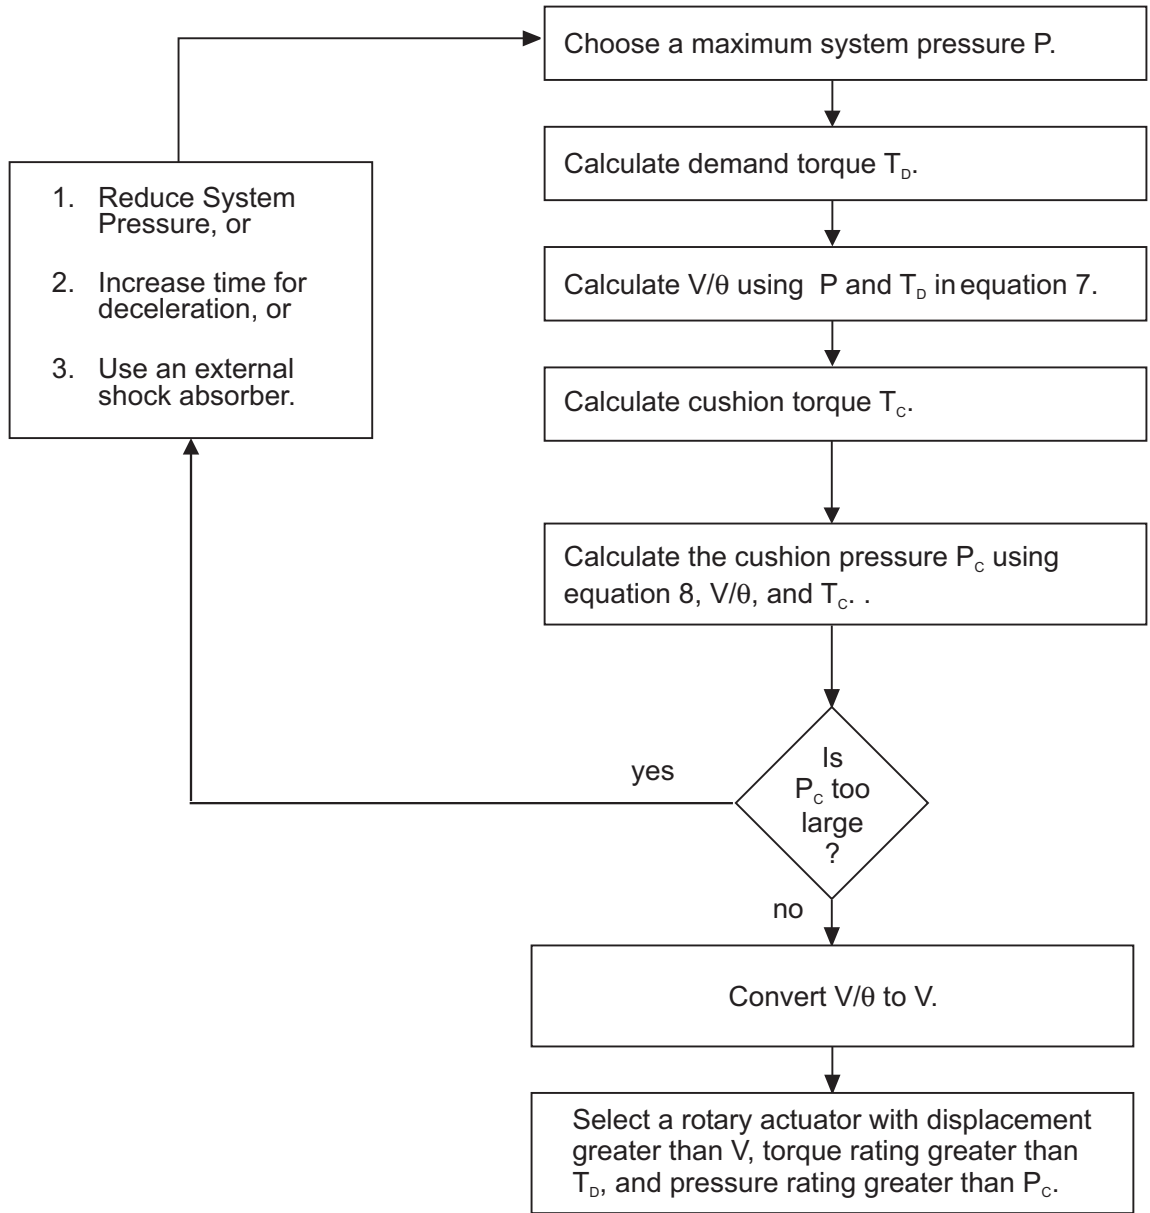 Choose a maximum system pressure P.
Calculate demand torque T_D.
Calculate V/θ using P and T_D in equation 7.
Calculate cushion torque T_C.
Calculate the cushion pressure P_C using
equation 8, V/θ, and T_C. .
1. Reduce System
Pressure, or
2. Increase time for
deceleration, or
3. Use an external
shock absorber.
Is
P_C too
large
?
yes
no
Convert V/θ to V.
Select a rotary actuator with displacement
greater than V, torque rating greater than
T_D, and pressure rating greater than P_C.